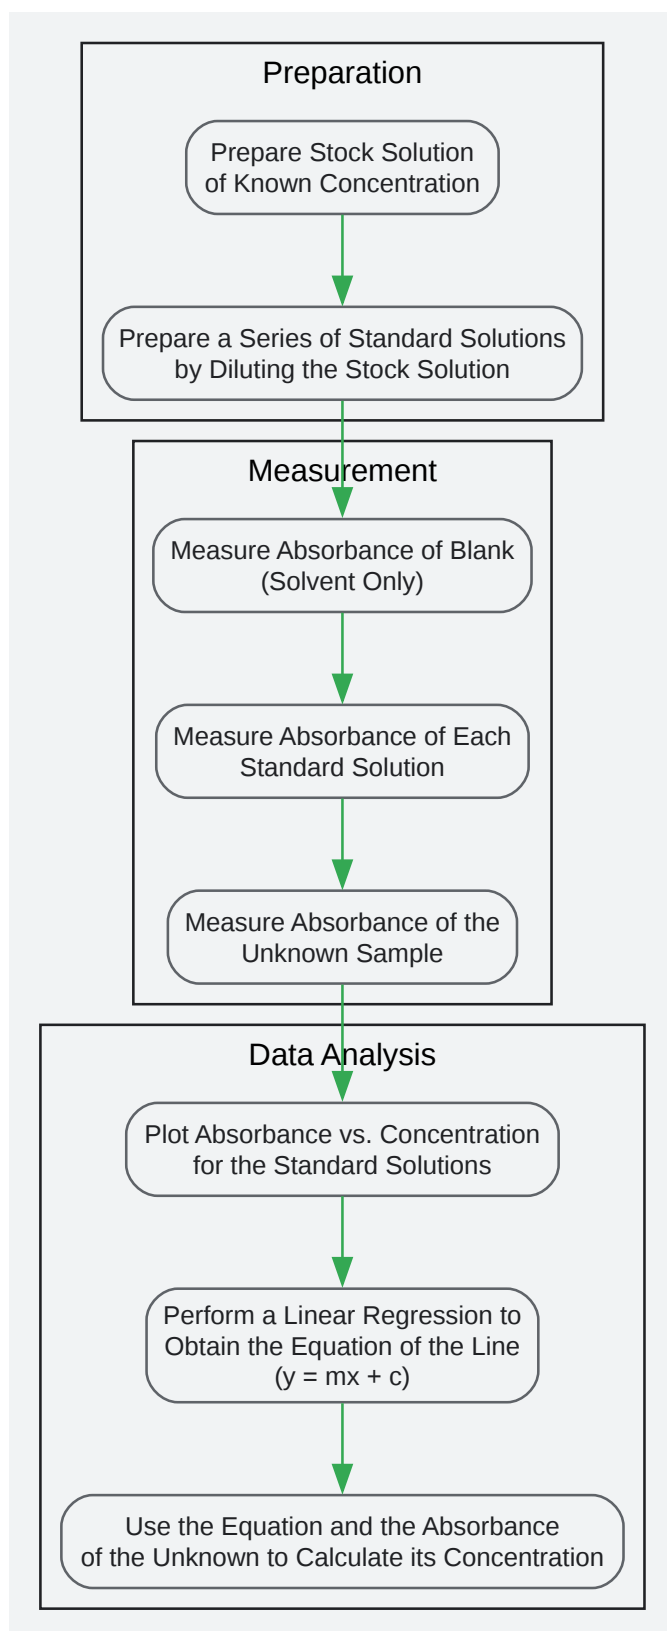 Preparation
Prepare Stock Solution
of Known Concentration
Prepare a Series of Standard Solutions
by Diluting the Stock Solution
Measurement
Measure Absorbance of Blank
(Solvent Only)
Measure Absorbance of Each
Standard Solution
Measure Absorbance of the
Unknown Sample
Data Analysis
Plot Absorbance vs. Concentration
for the Standard Solutions
Perform a Linear Regression to
Obtain the Equation of the Line
(y = mx + c)
Use the Equation and the Absorbance
of the Unknown to Calculate its Concentration